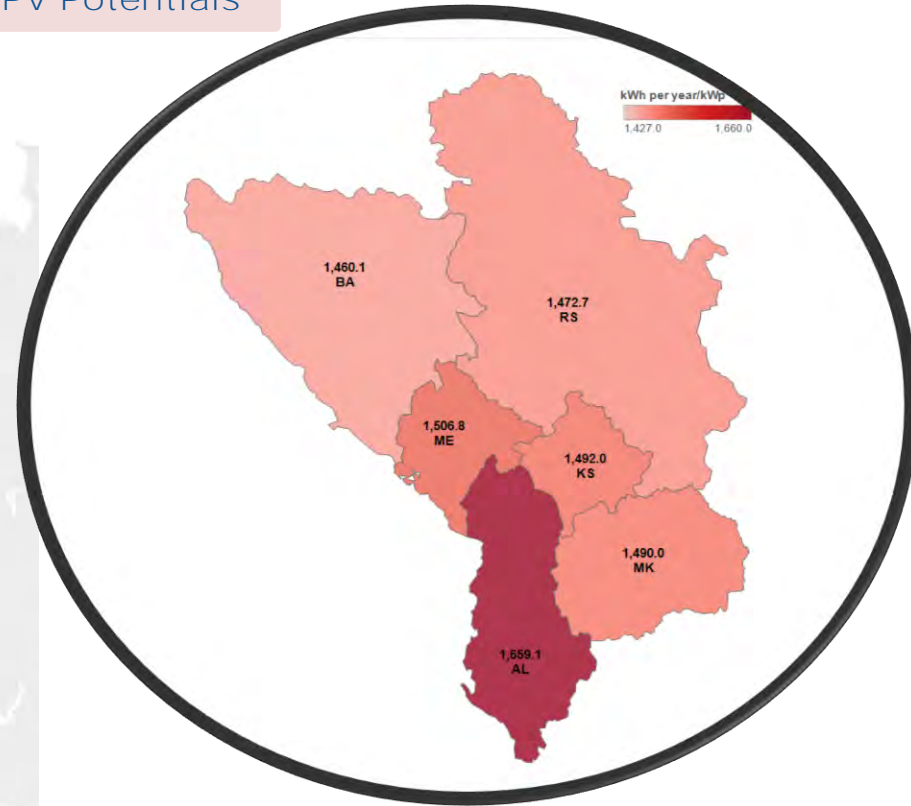 PV Potentials
kWh per year/kWp
1,427.0 1,660.0
1,460.1
BA
1,472.7
RS
1,506.8
ME
1,492.0
KS
1,490.0
MK
1,659.1
AL